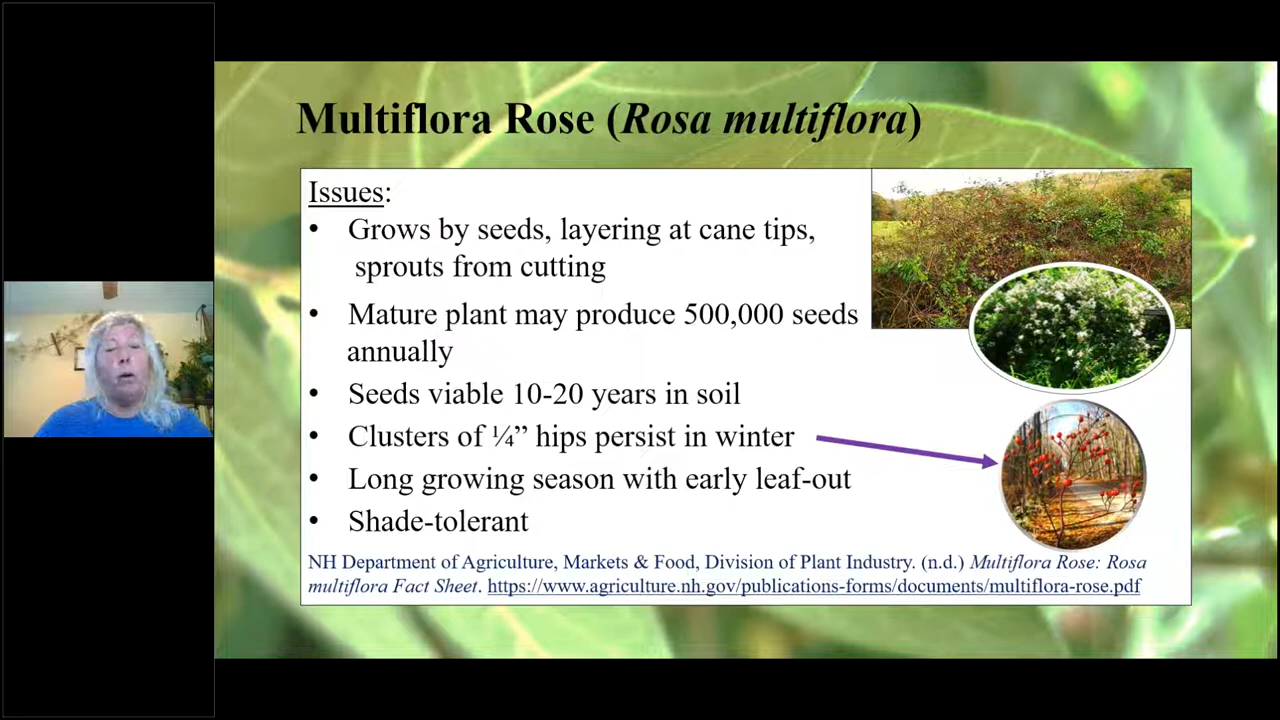 Multiflora Rose (Rosa multiflora)
Issues:
• Grows by seeds, layering at cane tips,
sprouts from cutting
• Mature plant may produce 500,000 seeds
annually
• Seeds viable 10-20 years in soil
• Clusters of ¼” hips persist in winter
• Long growing season with early leaf-out
• Shade-tolerant
NH Department of Agriculture, Markets & Food, Division of Plant Industry. (n.d.) Multiflora Rose: Rosa
multiflora Fact Sheet. https://www.agriculture.nh.gov/publications-forms/documents/multiflora-rose.pdf